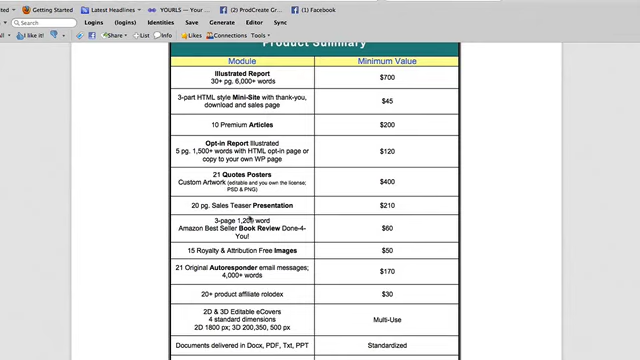 Getting Started
Latest Headlines
YOURLS — Your ...
(2) ProdCreate Gr...
(1) Facebook
Search
Logins
(logins)
Identities
Save
Generate
Editor
Sync
I like it!
Share
List
Info
Likes
Connections
Tools
Product Summary
Module
Minimum Value
Illustrated Report
30+ pg. 6,000+ words
$700
3-part HTML style Mini-Site with thank-you,
download and sales page
$45
10 Premium Articles
$200
Opt-in Report Illustrated
5 pg. 1,500+ words with HTML opt-in page or
copy to your own WP page
$120
21 Quotes Posters
Custom Artwork (editable and you own the license;
PSD & PNG)
$400
20 pg. Sales Teaser Presentation
$210
3-page 1,200 word
Amazon Best Seller Book Review Done-4-
You!
$60
15 Royalty & Attribution Free Images
$50
21 Original Autoresponder email messages;
4,000+ words
$170
20+ product affiliate rolodex
$30
2D & 3D Editable eCovers
4 standard dimensions
2D 1800 px; 3D 200,350, 500 px
Multi-Use
Documents delivered in Docx, PDF, Txt, PPT
Standardized